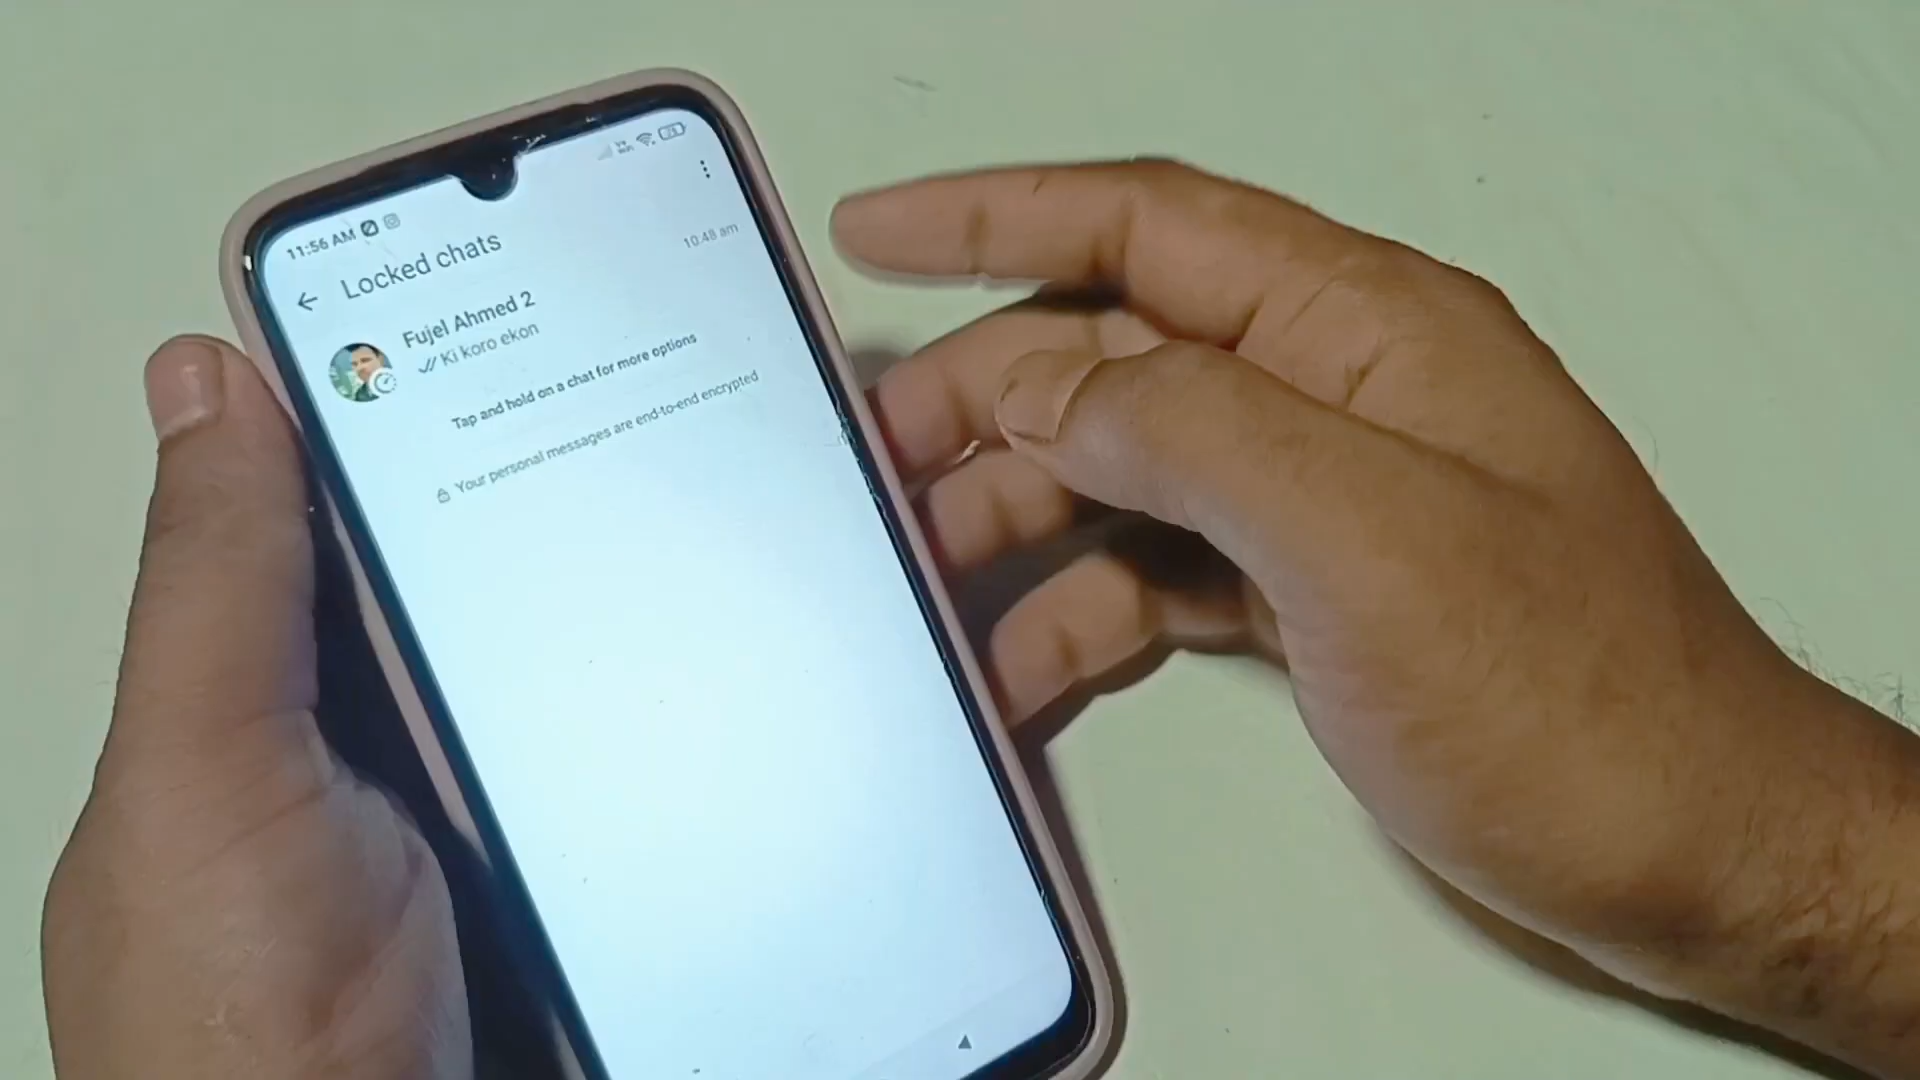 11:56 AM
Locked chats
Fujel Ahmed 2
10:48 am
Ki koro ekon
Tap and hold on a chat for more options
Your personal messages are end-to-end encrypted